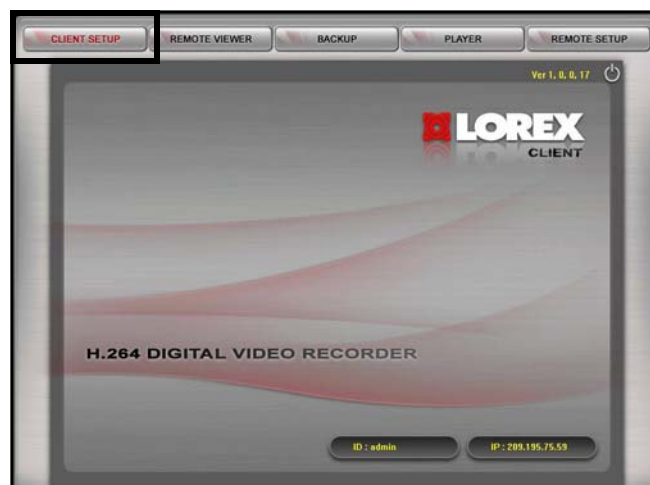 CLIENT SETUP REMOTE VIEWER BACKUP PLAYER REMOTE SETUP
Ver 1, 0, 0, 17
LOREX
CLIENT
H.264 DIGITAL VIDEO RECORDER
ID : admin IP : 209.195.75.59